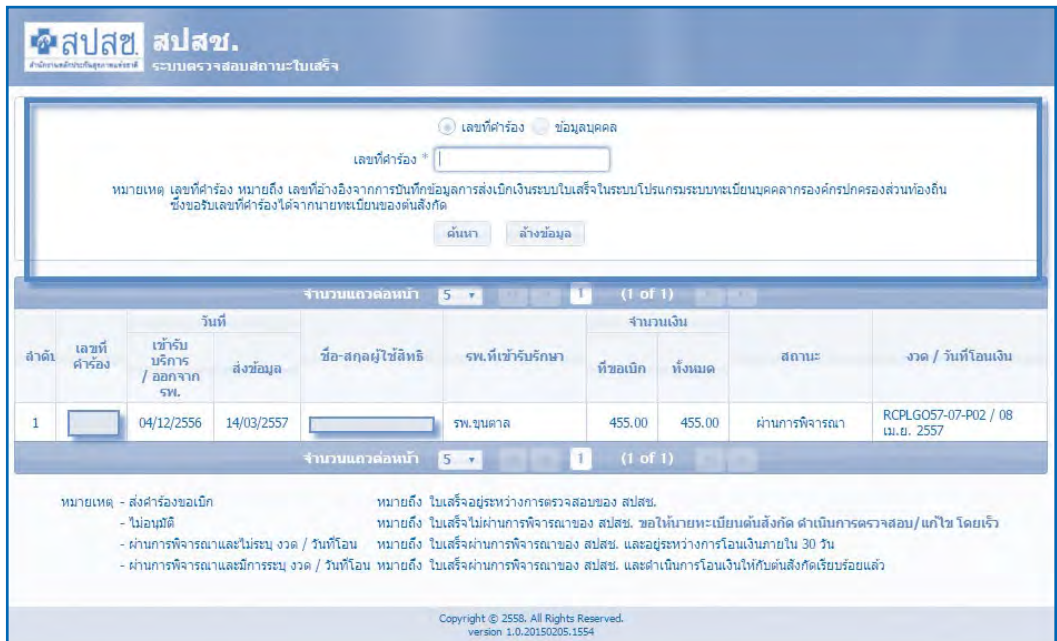 สปสช. สปสช.
สำนักงานหลักประกันสุขภาพแห่งชาติ
ระบบตรวจสอบสถานะใบเสร็จ
เลขที่คำร้อง ข้อมูลบุคคล
เลขที่คำร้อง *
หมายเหตุ เลขที่คำร้อง หมายถึง เลขที่อ้างอิงจากการบันทึกข้อมูลการส่งเบิกเงินระบบใบเสร็จในระบบโปรแกรมระบบทะเบียนบุคคลากรองค์กรปกครองส่วนท้องถิ่น
ซึ่งขอรับเลขที่คำร้องได้จากนายทะเบียนของต้นสังกัด
ค้นหา ล้างข้อมูล
จำนวนแถวต่อหน้า 5 1 (1 of 1)
ลำดับ
เลขที่คำร้อง
วันที่
เข้ารับ
บริการ
/ ออกจาก
รพ.
ส่งข้อมูล
ชื่อ-สกุลผู้ใช้สิทธิ
รพ.ที่เข้ารับรักษา
จำนวนเงิน
ที่ขอเบิก ทั้งหมด
สถานะ
งวด / วันที่โอนเงิน
1 04/12/2556 14/03/2557 รพ.ขุนตาล 455.00 455.00 ผ่านการพิจารณา RCPLGO57-07-P02 / 08
เม.ย. 2557
จำนวนแถวต่อหน้า 5 1 (1 of 1)
หมายเหตุ - ส่งคำร้องขอเบิก หมายถึง ใบเสร็จอยู่ระหว่างการตรวจสอบของ สปสช.
- ไม่อนุมัติ หมายถึง ใบเสร็จไม่ผ่านการพิจารณาของ สปสช. ขอให้นายทะเบียนต้นสังกัด ดำเนินการตรวจสอบ/แก้ไข โดยเร็ว
- ผ่านการพิจารณาและไม่ระบุ งวด / วันที่โอน หมายถึง ใบเสร็จผ่านการพิจารณาของ สปสช. และอยู่ระหว่างการโอนเงินภายใน 30 วัน
- ผ่านการพิจารณาและมีการระบุ งวด / วันที่โอน หมายถึง ใบเสร็จผ่านการพิจารณาของ สปสช. และดำเนินการโอนเงินให้กับต้นสังกัดเรียบร้อยแล้ว
Copyright © 2558. All Rights Reserved.
version 1.0.20150205.1554